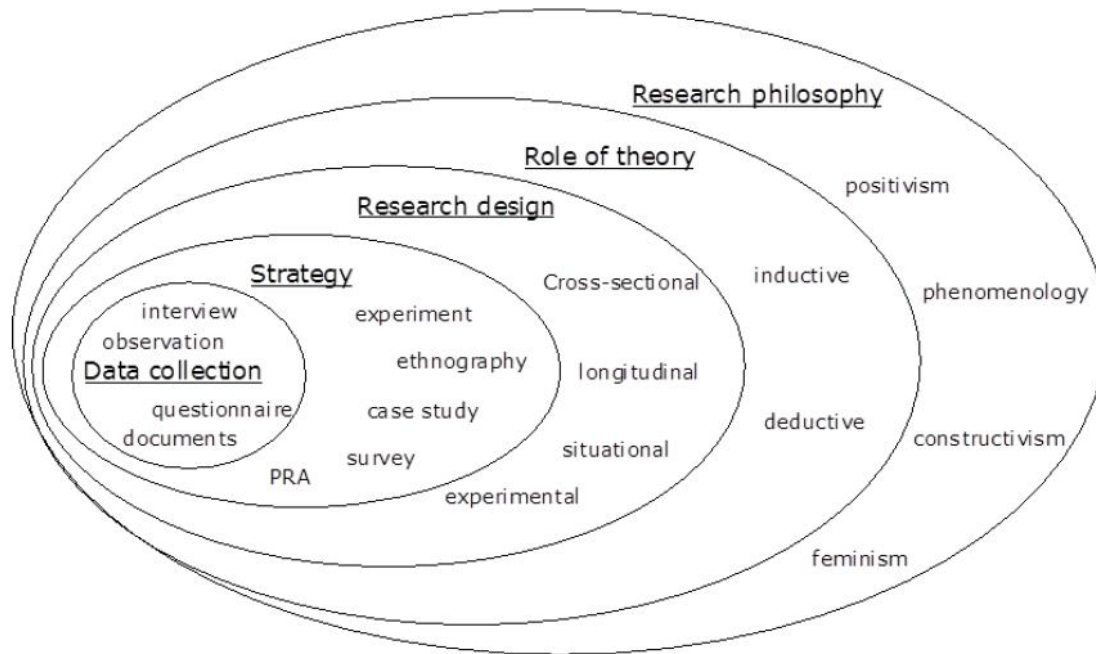 Research philosophy
Role of theory
positivism
Research design
Strategy
Cross-sectional
inductive
phenomenology
interview
experiment
observation
ethnography
Data collection
longitudinal
questionnaire
case study
deductive
documents
constructivism
survey
situational
PRA
experimental
feminism